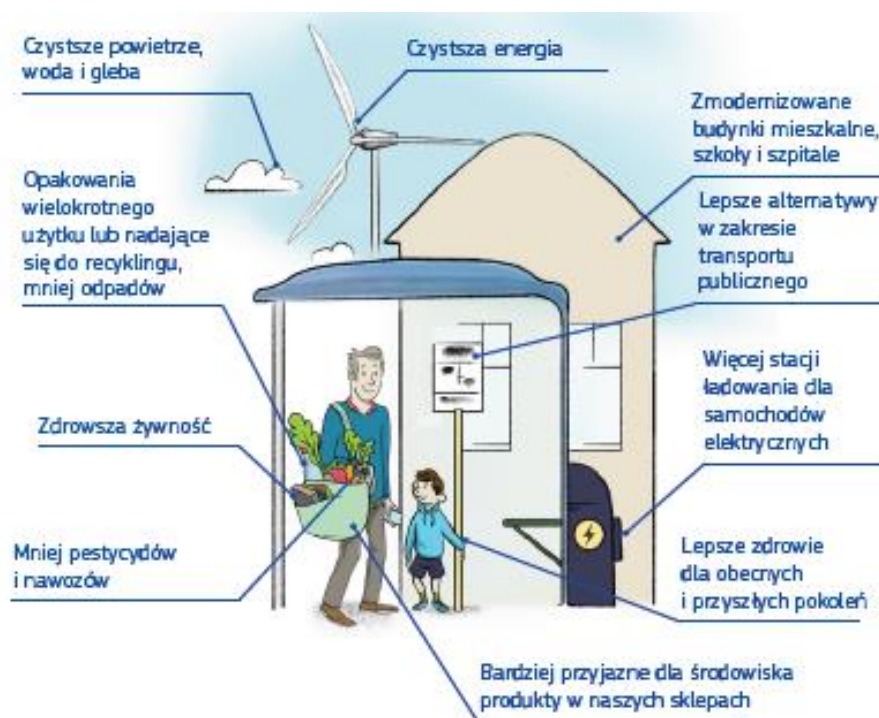 Czystsze powietrze,
woda i gleba
Czystsza energia
Zmodernizowane
budynki mieszkalne,
szkoły i szpitale
Opakowania
wielokrotnego
użytku lub nadające
się do recyklingu,
mniej odpadów
Lepsze alternatywy
w zakresie
transportu
publicznego
Więcej stacji
ładowania dla
samochodów
elektrycznych
Zdrowsza żywność
Mniej pestycydów
i nawozów
Lepsze zdrowie
dla obecnych
i przyszłych pokoleń
Bardziej przyjazne dla środowiska
produkty w naszych sklepach